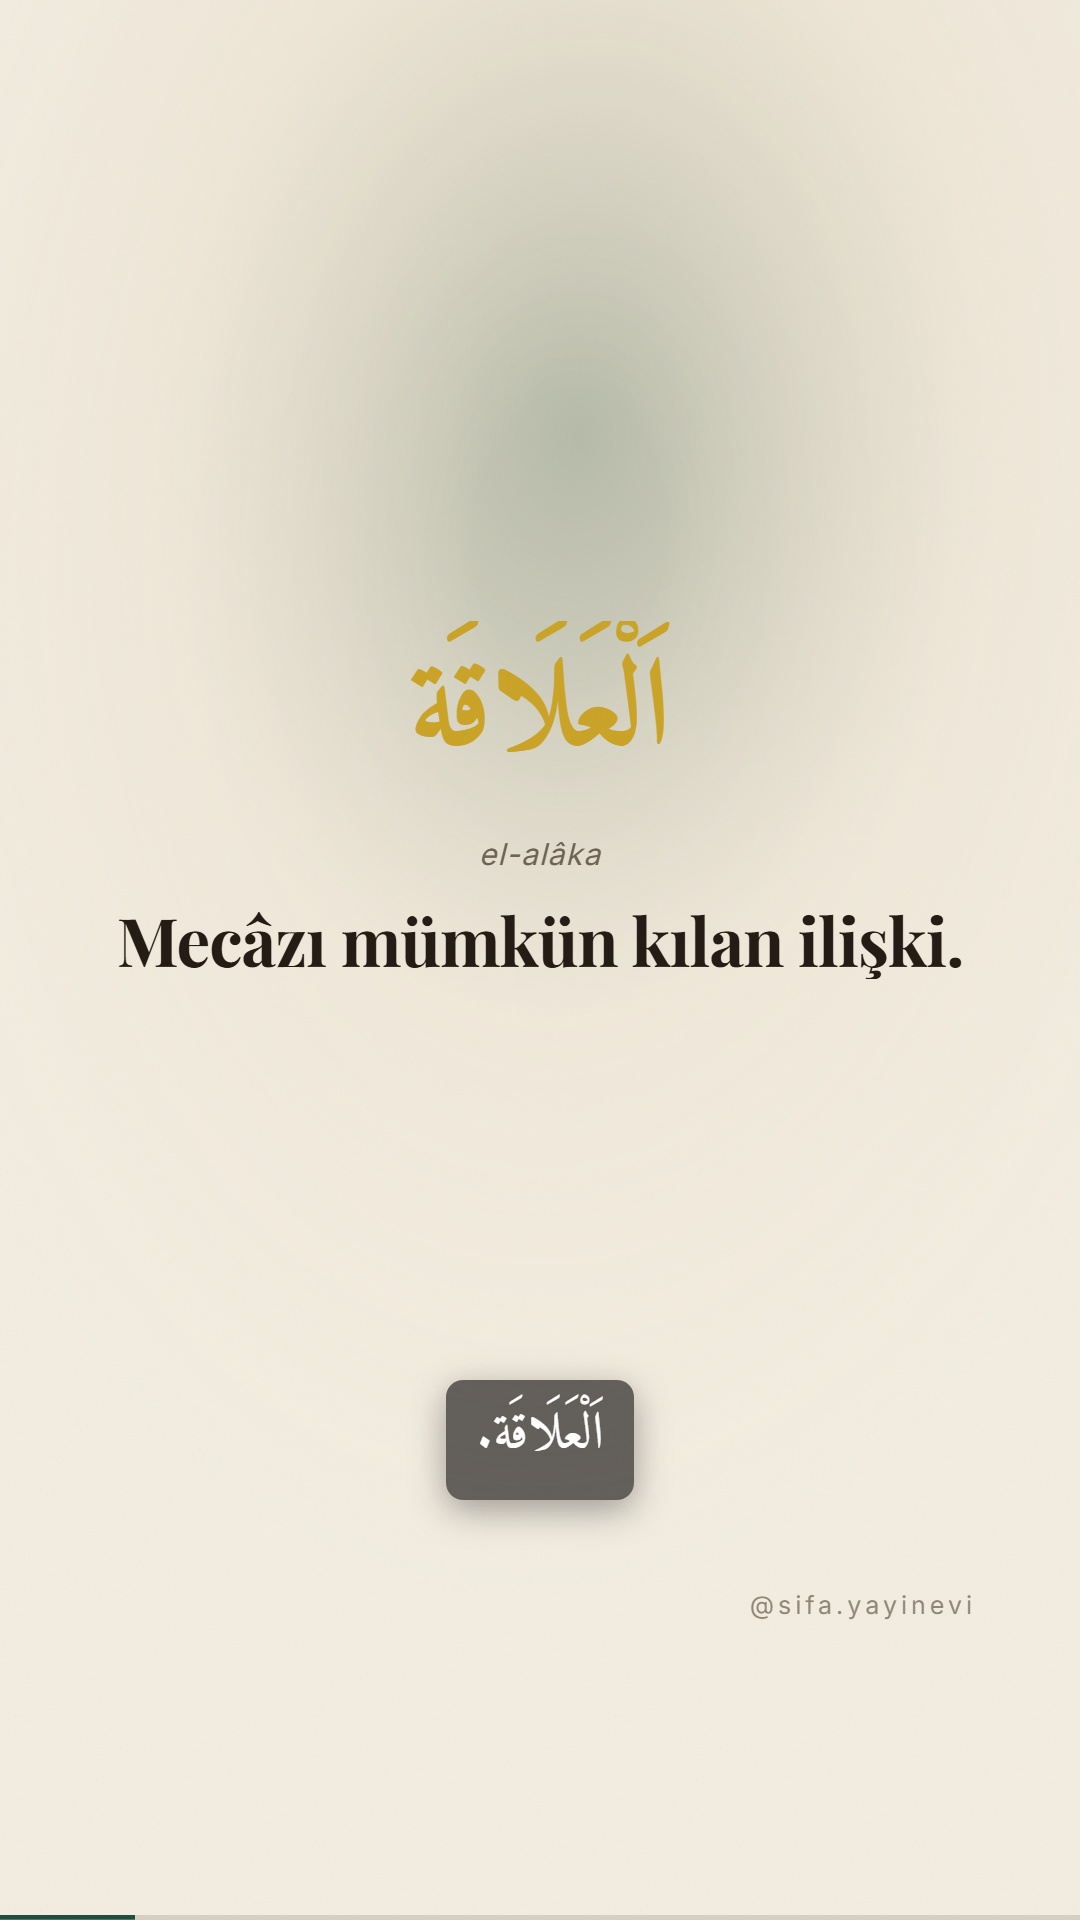 اَلْعَلَاقَة
el-alâka
Mecâzı mümkün kılan ilişki.
اَلْعَلَاقَة.
@sifa.yayinevi